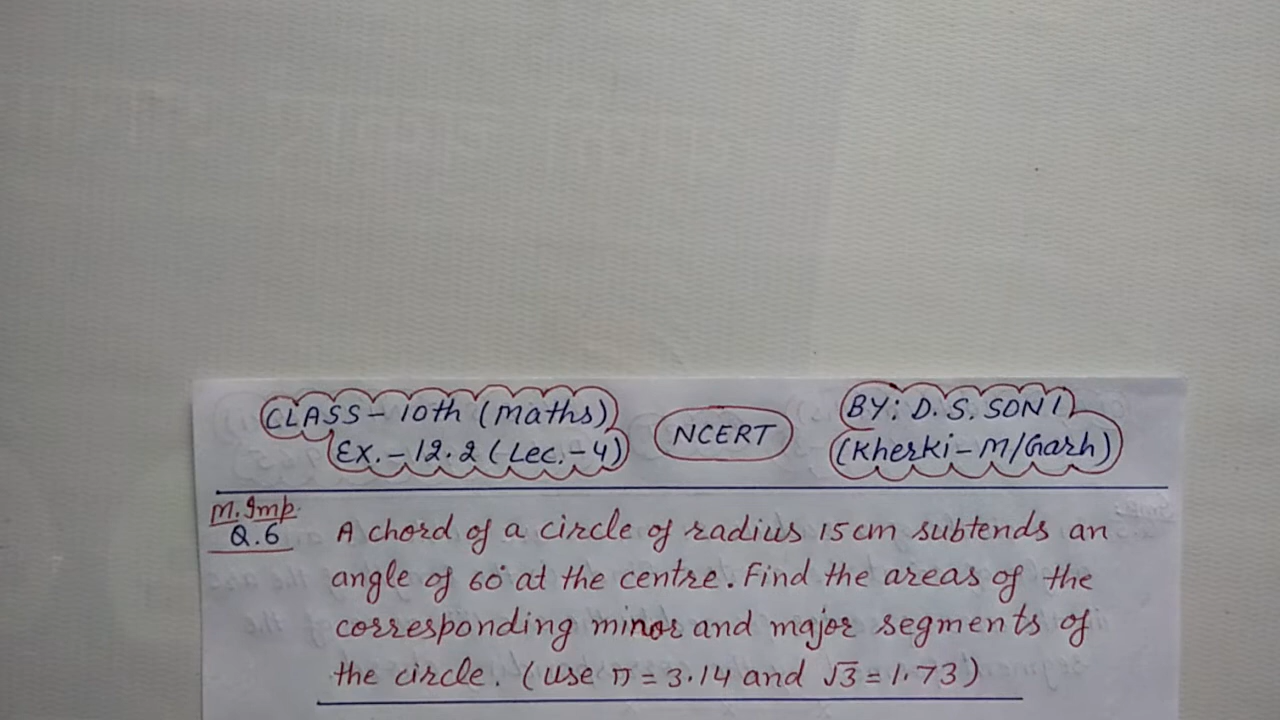 CLASS - 10th (Maths)
Ex. - 12.2 (Lec. - 4)
NCERT
BY: D. S. SONI
(Kherki - M/Garh)
M. Imp.
Q.6
A chord of a circle of radius 15 cm subtends an
angle of 60° at the centre. Find the areas of the
corresponding minor and major segments of
the circle. (Use π = 3.14 and √3 = 1.73)